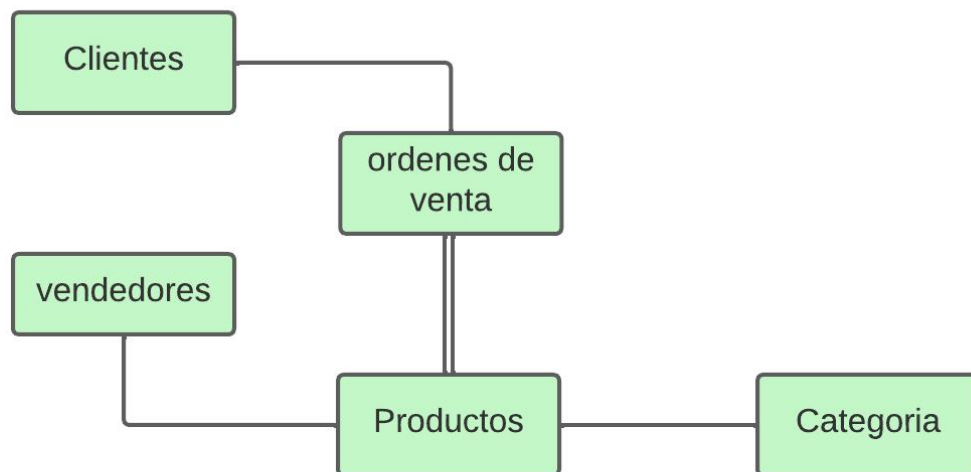 Clientes
ordenes de
venta
vendedores
Productos
Categoria